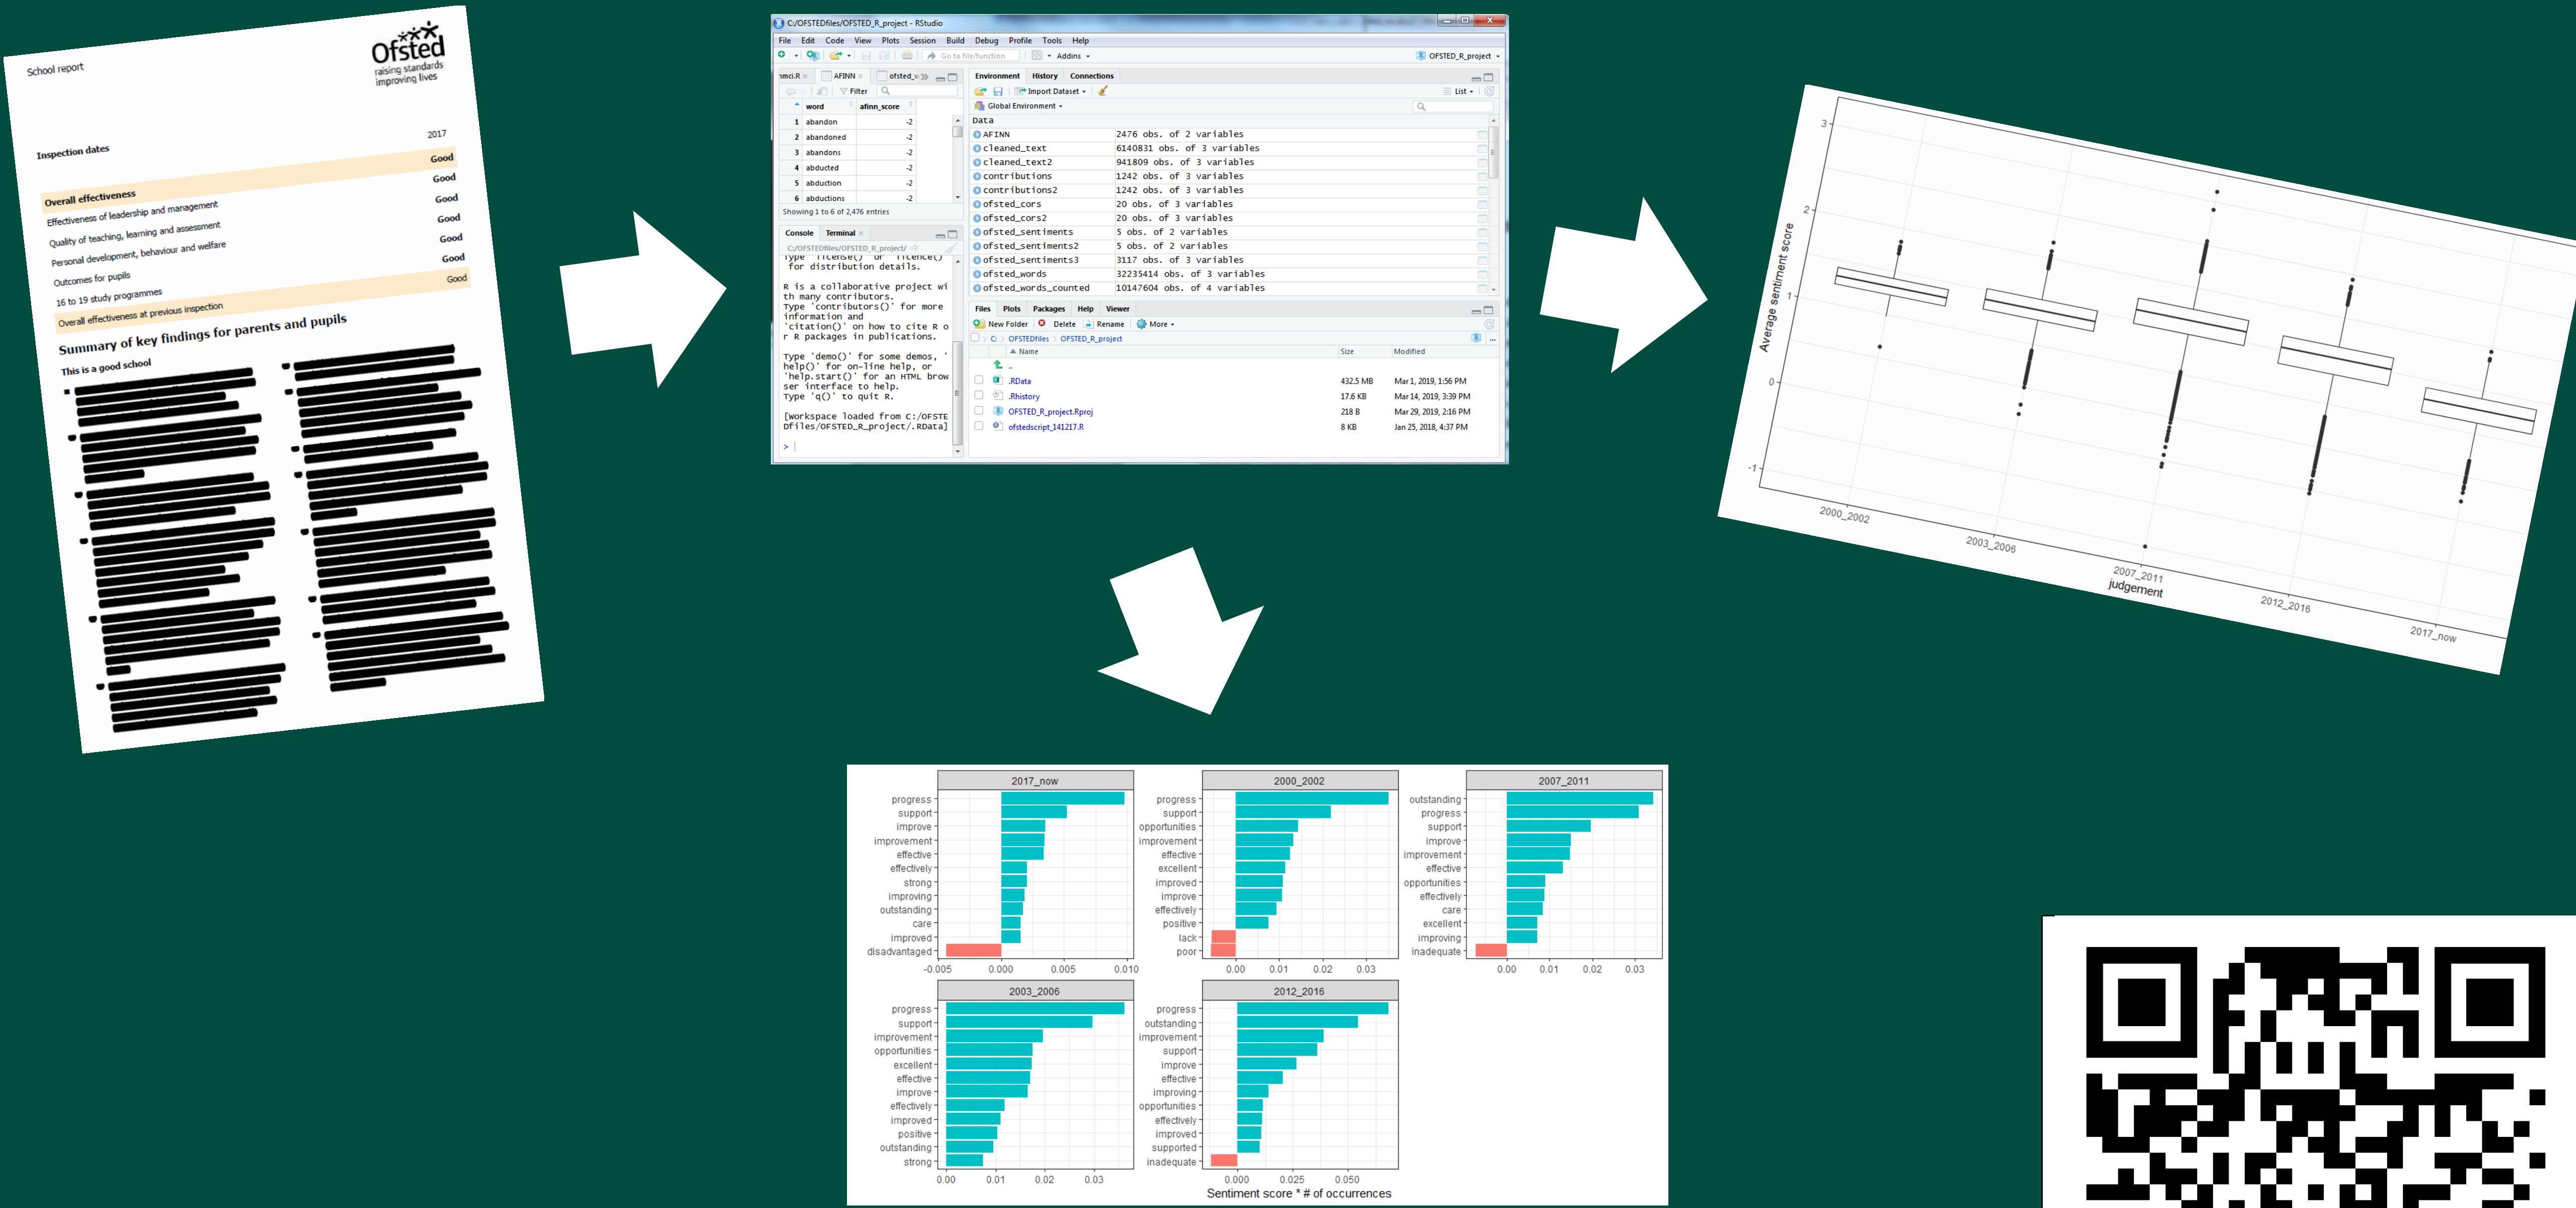 School report
Ofsted
raising standards
improving lives
Inspection dates
2017
Overall effectiveness Good
Effectiveness of leadership and management Good
Quality of teaching, learning and assessment Good
Personal development, behaviour and welfare Good
Outcomes for pupils Good
16 to 19 study programmes Good
Overall effectiveness at previous inspection Good
Summary of key findings for parents and pupils
This is a good school
C:/OFSTEDfiles/OFSTED_R_project - RStudio
File Edit Code View Plots Session Build Debug Profile Tools Help
Go to file/function Addins OFSTED_R_project
AFINN
Filter
word afinn_score
1 abandon -2
2 abandoned -2
3 abandons -2
4 abducted -2
5 abduction -2
6 abductions -2
Showing 1 to 6 of 2,476 entries
Console Terminal
C:/OFSTEDfiles/OFSTED_R_project/
Type 'license()' or 'licence()'
for distribution details.
R is a collaborative project wi
th many contributors.
Type 'contributors()' for more
information and
'citation()' on how to cite R o
r R packages in publications.
Type 'demo()' for some demos, '
help()' for on-line help, or
'help.start()' for an HTML brow
ser interface to help.
Type 'q()' to quit R.
[Workspace loaded from C:/OFSTE
Dfiles/OFSTED_R_project/.RData]
>
Environment History Connections
Import Dataset List
Global Environment
Data
AFINN 2476 obs. of 2 variables
cleaned_text 6140831 obs. of 3 variables
cleaned_text2 941809 obs. of 3 variables
contributions 1242 obs. of 3 variables
contributions2 1242 obs. of 3 variables
ofsted_cors 20 obs. of 3 variables
ofsted_cors2 20 obs. of 3 variables
ofsted_sentiments 5 obs. of 2 variables
ofsted_sentiments2 5 obs. of 2 variables
ofsted_sentiments3 3117 obs. of 3 variables
ofsted_words 32235414 obs. of 3 variables
ofsted_words_counted 10147604 obs. of 4 variables
Files Plots Packages Help Viewer
New Folder Delete Rename More
C: OFSTEDfiles OFSTED_R_project
Name Size Modified
..
.RData 432.5 MB Mar 1, 2019, 1:56 PM
.Rhistory 17.6 KB Mar 14, 2019, 3:39 PM
OFSTED_R_project.Rproj 218 B Mar 29, 2019, 2:16 PM
ofstedscript_141217.R 8 KB Jan 25, 2018, 4:37 PM
Average sentiment score
3
2
1
0
-1
2000_2002
2003_2006
2007_2011
2012_2016
2017_now
judgement
2017_now
progress
support
improve
improvement
effective
effectively
strong
improving
outstanding
care
improved
disadvantaged
-0.005 0.000 0.005 0.010
2000_2002
progress
support
opportunities
improvement
effective
excellent
improved
improve
effectively
positive
lack
poor
0.00 0.01 0.02 0.03
2007_2011
outstanding
progress
support
improve
improvement
effective
opportunities
effectively
care
excellent
improving
inadequate
0.00 0.01 0.02 0.03
2003_2006
progress
support
improvement
opportunities
excellent
effective
improve
effectively
improved
positive
outstanding
strong
0.00 0.01 0.02 0.03
2012_2016
progress
outstanding
improvement
support
improve
effective
improving
opportunities
effectively
improved
supported
inadequate
0.000 0.025 0.050
Sentiment score * # of occurrences